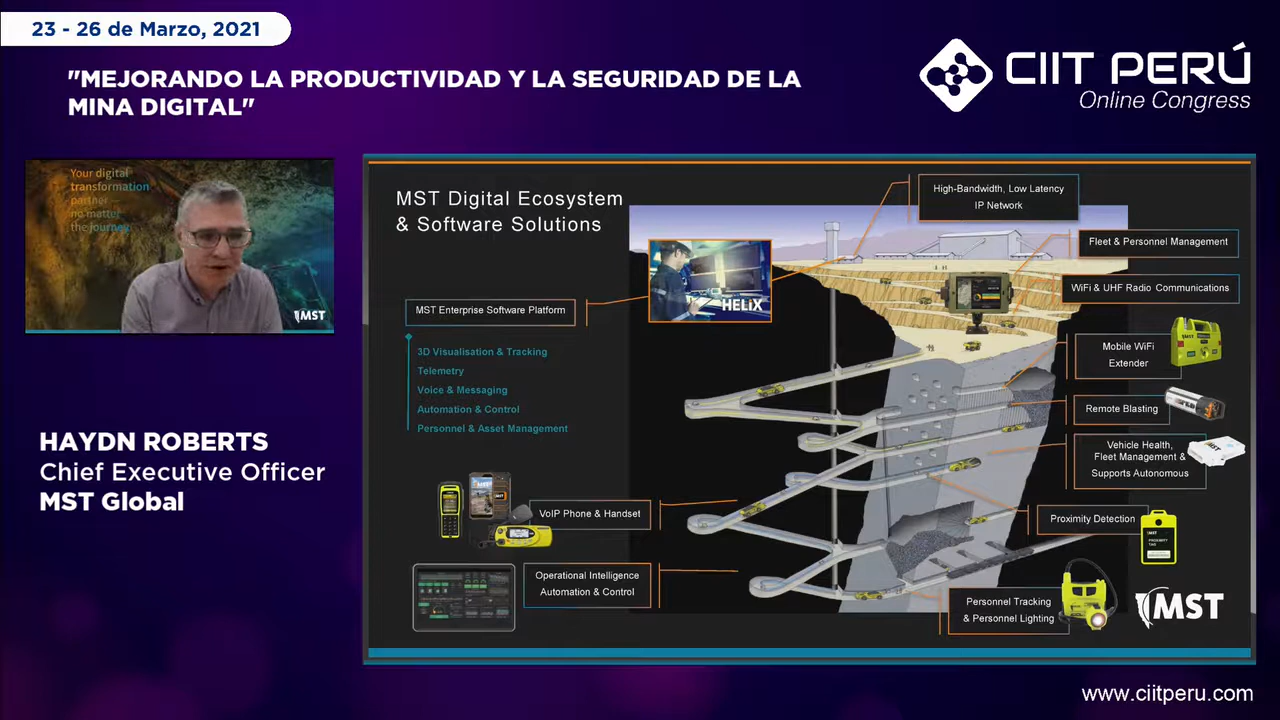 23 - 26 de Marzo, 2021
"MEJORANDO LA PRODUCTIVIDAD Y LA SEGURIDAD DE LA
MINA DIGITAL"
CIIT PERÚ
Online Congress
Your digital
transformation
partner –
no matter
the journey.
MST
HAYDN ROBERTS
Chief Executive Officer
MST Global
MST Digital Ecosystem
& Software Solutions
High-Bandwidth, Low Latency
IP Network
Fleet & Personnel Management
WiFi & UHF Radio Communications
HELIX
MST Enterprise Software Platform
3D Visualisation & Tracking
Telemetry
Voice & Messaging
Automation & Control
Personnel & Asset Management
Mobile WiFi
Extender
Remote Blasting
Vehicle Health,
Fleet Management &
Supports Autonomous
VoIP Phone & Handset
Proximity Detection
Operational Intelligence
Automation & Control
Personnel Tracking
& Personnel Lighting
MST
www.ciitperu.com